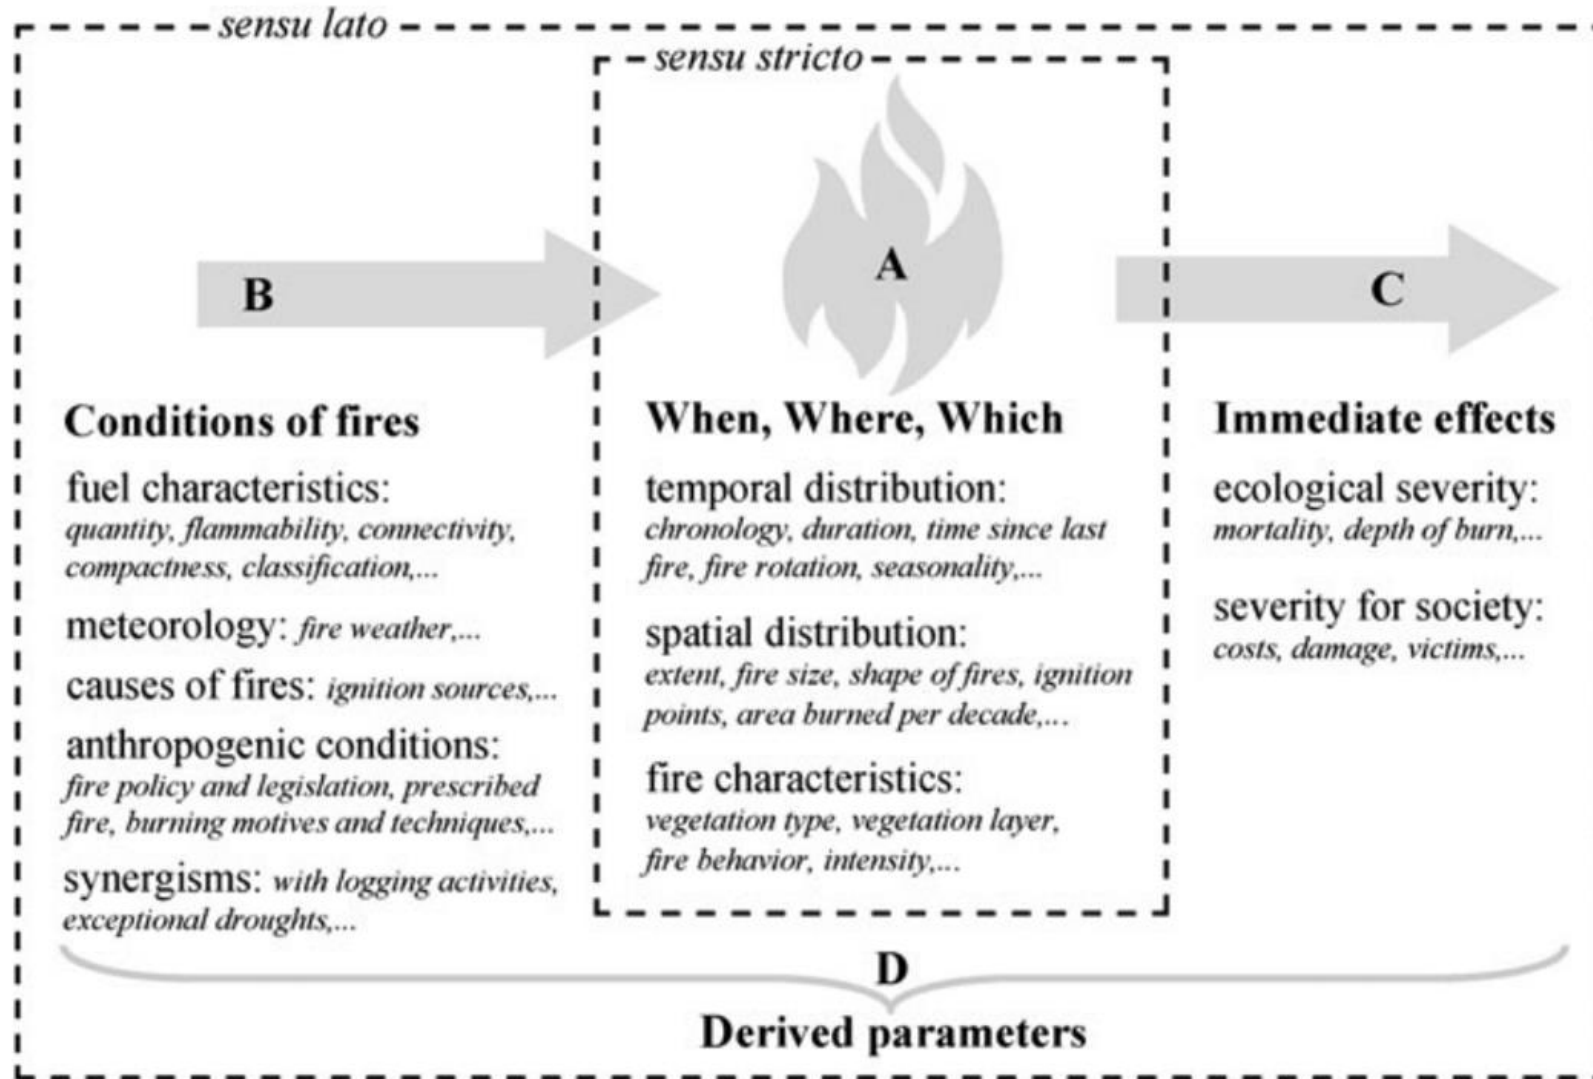 sensu lato
sensu stricto
B
A
C
Conditions of fires
fuel characteristics:
quantity, flammability, connectivity,
compactness, classification,...
meteorology: fire weather,...
causes of fires: ignition sources,...
anthropogenic conditions:
fire policy and legislation, prescribed
fire, burning motives and techniques,...
synergisms: with logging activities,
exceptional droughts,...
When, Where, Which
temporal distribution:
chronology, duration, time since last
fire, fire rotation, seasonality,...
spatial distribution:
extent, fire size, shape of fires, ignition
points, area burned per decade,...
fire characteristics:
vegetation type, vegetation layer,
fire behavior, intensity,...
Immediate effects
ecological severity:
mortality, depth of burn,...
severity for society:
costs, damage, victims,...
D
Derived parameters